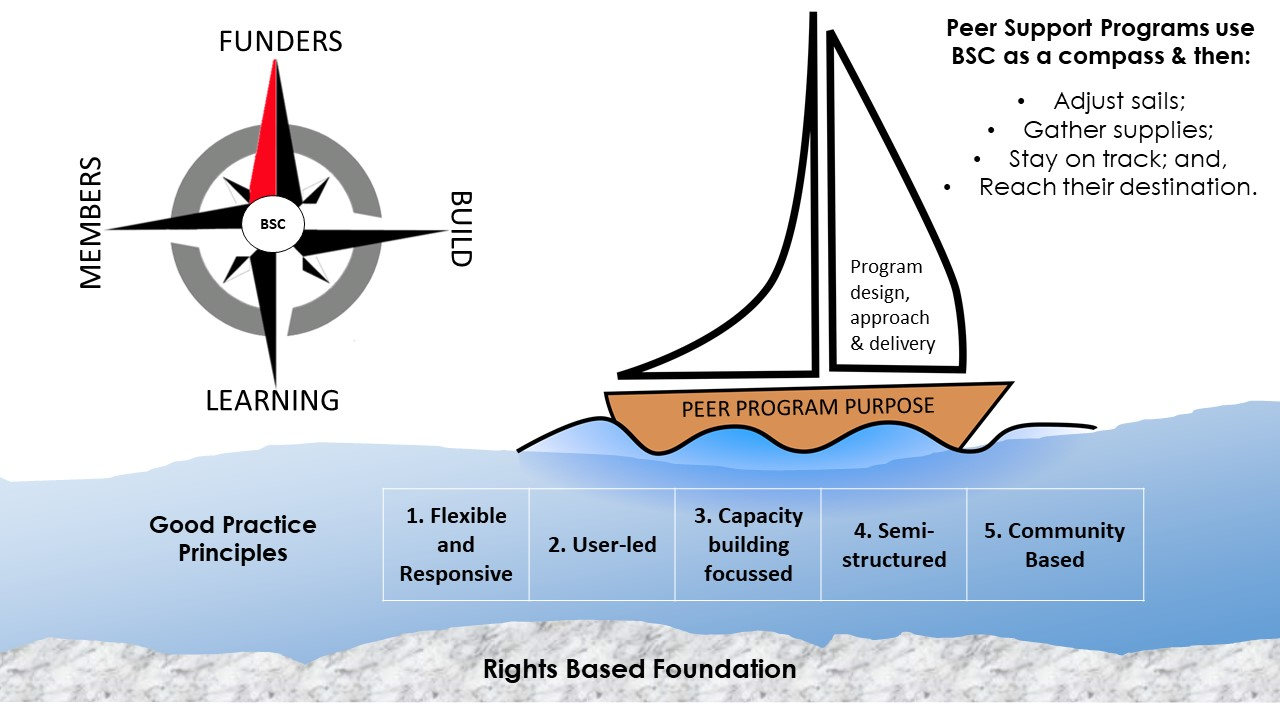 FUNDERS
MEMBERS
BSC
BUILD
LEARNING
Peer Support Programs use
BSC as a compass & then:
• Adjust sails;
• Gather supplies;
• Stay on track; and,
• Reach their destination.
Program
design,
approach
& delivery
PEER PROGRAM PURPOSE
Good Practice
Principles
1. Flexible
and
Responsive
2. User-led
3. Capacity
building
focussed
4. Semi-
structured
5. Community
Based
Rights Based Foundation